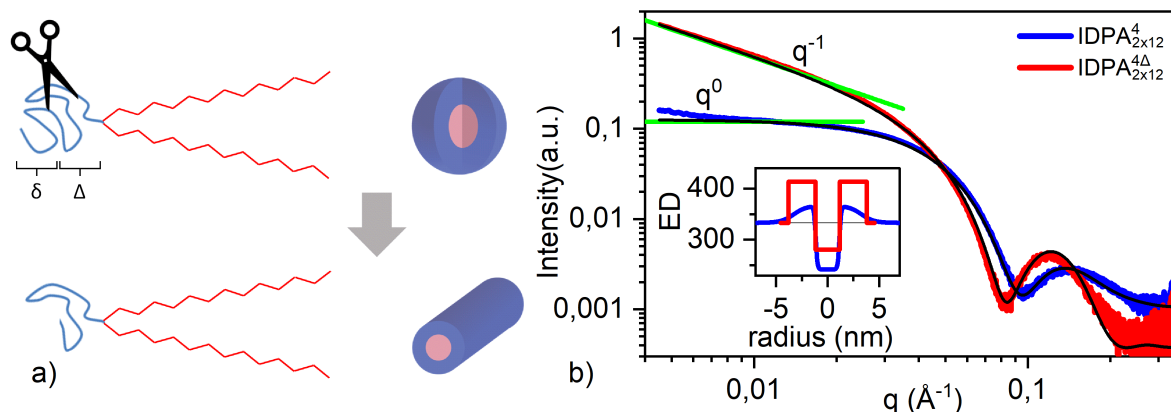 δ Δ
a)
b)
Intensity(a.u.)
1
0,1
0,01
0,001
q⁻¹
q⁰
IDPA⁴₂ₓ₁₂
IDPA⁴ᐞ₂ₓ₁₂
ED
400
300
-5 0 5
radius (nm)
0,01 0,1
q (Å⁻¹)